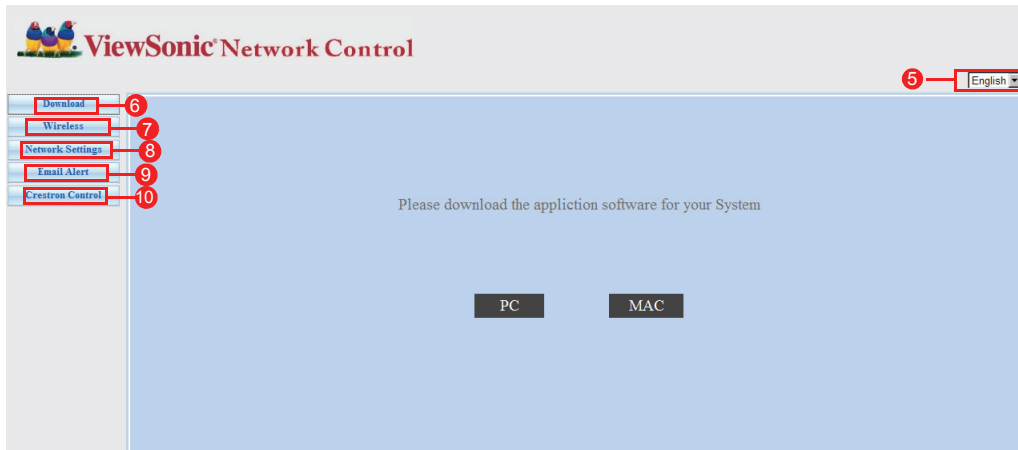 ViewSonic® Network Control
5 English
Download 6
Wireless 7
Network Settings 8
Email Alert 9
Crestron Control 10
Please download the appliction software for your System
PC MAC